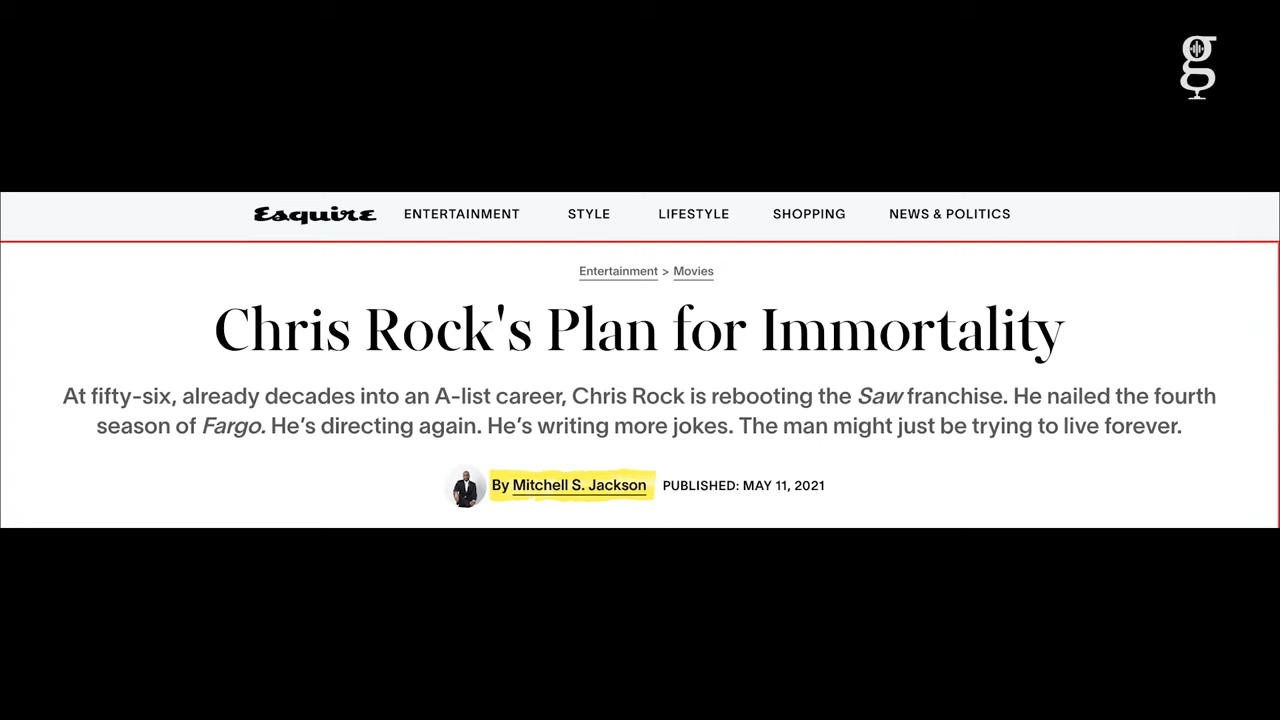 g
Esquire ENTERTAINMENT STYLE LIFESTYLE SHOPPING NEWS & POLITICS
Entertainment > Movies
Chris Rock's Plan for Immortality
At fifty-six, already decades into an A-list career, Chris Rock is rebooting the Saw franchise. He nailed the fourth
season of Fargo. He’s directing again. He’s writing more jokes. The man might just be trying to live forever.
By Mitchell S. Jackson PUBLISHED: MAY 11, 2021